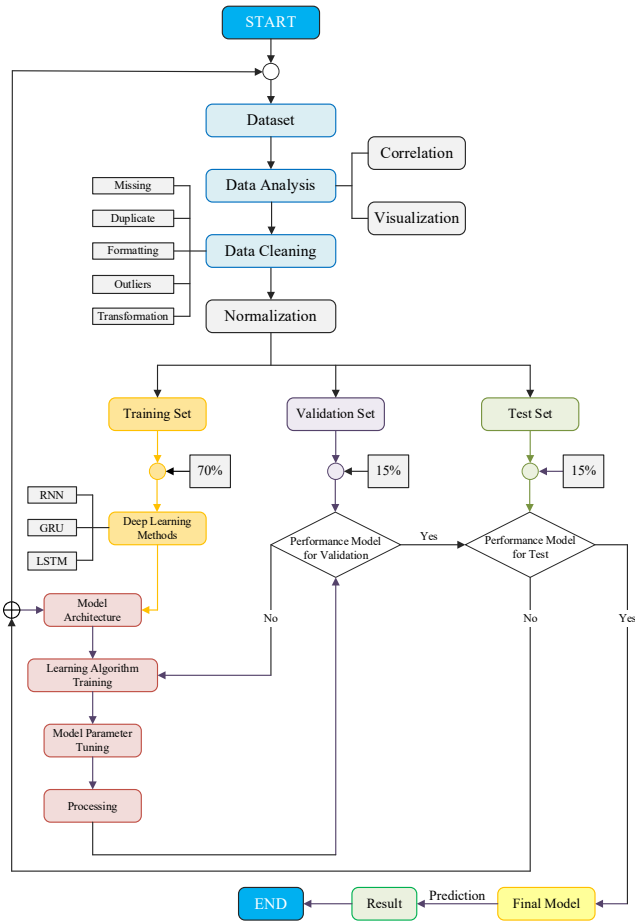 START
Dataset
Correlation
Data Analysis
Missing
Visualization
Duplicate
Data Cleaning
Formatting
Outliers
Normalization
Transformation
Training Set
Validation Set
Test Set
70%
15%
15%
RNN
GRU
LSTM
Deep Learning
Methods
Performance Model
for Validation
Yes
Performance Model
for Test
No
No
Yes
Model
Architecture
Learning Algorithm
Training
Model Parameter
Tuning
Processing
END
Result
Prediction
Final Model